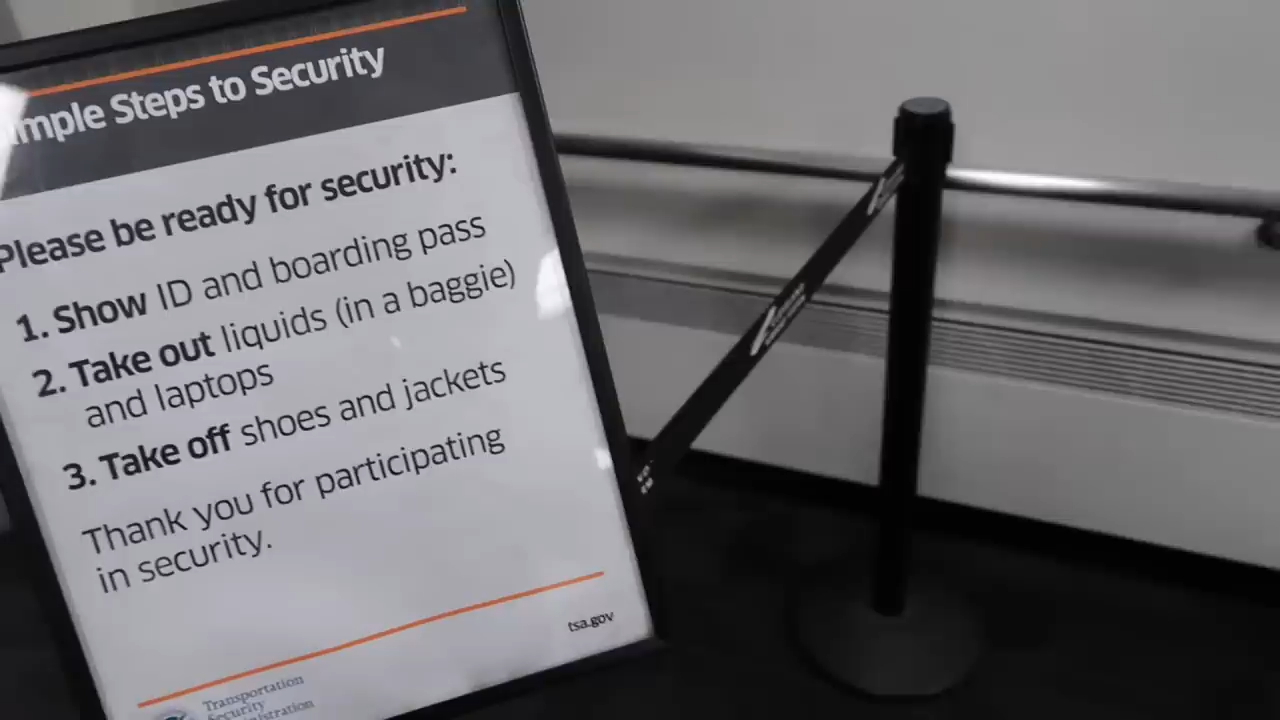 mple Steps to Security
Please be ready for security:
1. Show ID and boarding pass
2. Take out liquids (in a baggie)
and laptops
3. Take off shoes and jackets
Thank you for participating
in security.
tsa.gov
Transportation
Security
ministration